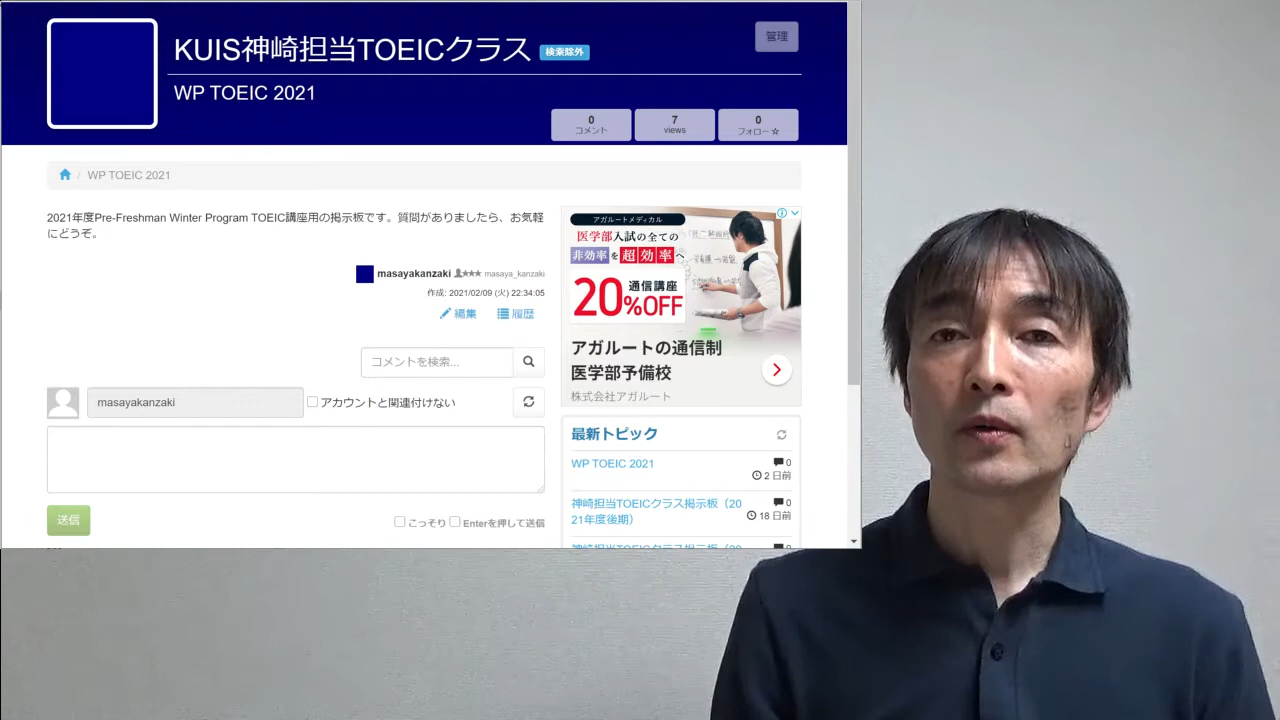 KUIS神崎担当TOEICクラス 検索除外
管理
WP TOEIC 2021
0
コメント
7
views
0
フォロー ☆
/ WP TOEIC 2021
2021年度Pre-Freshman Winter Program TOEIC講座用の掲示板です。質問がありましたら、お気軽
にどうぞ。
masayakanzaki ★★★ masaya_kanzaki
作成: 2021/02/09 (火) 22:34:05
編集 履歴
コメントを検索...
masayakanzaki アカウントと関連付けない
送信
こっそり Enterを押して送信
アガルートメディカル
医学部入試の全ての
非効率を超効率へ
通信講座
20%OFF
アガルートの通信制
医学部予備校
株式会社アガルート
最新トピック
WP TOEIC 2021
0
2 日前
神崎担当TOEICクラス掲示板(20
21年度後期)
0
18 日前